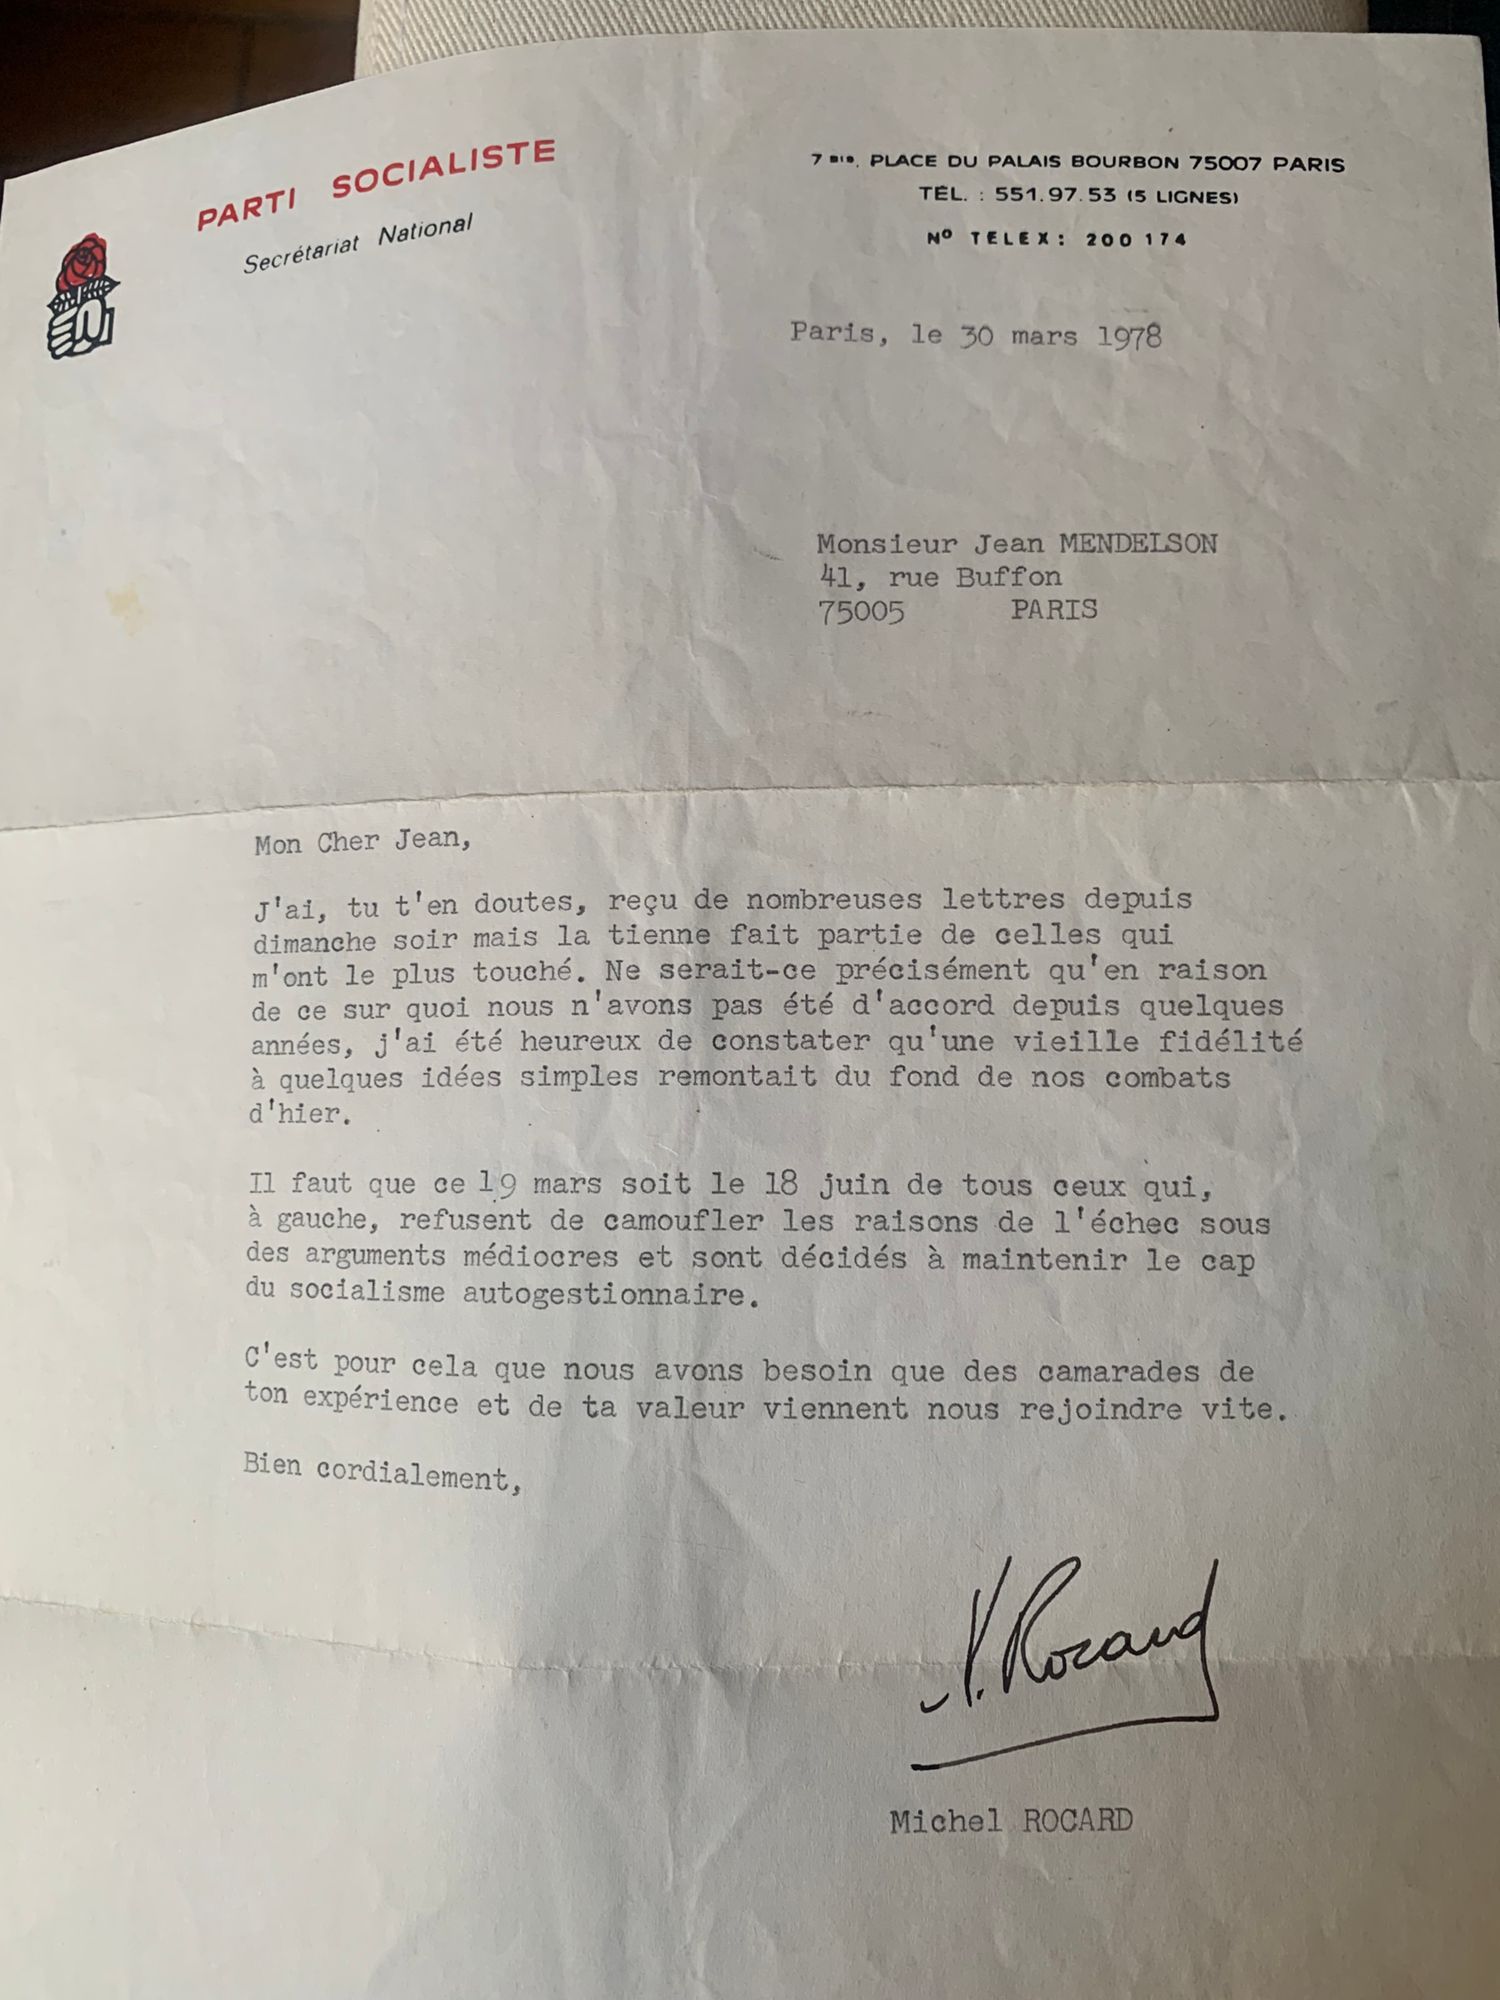 PARTI SOCIALISTE
Secrétariat National
7 BIS, PLACE DU PALAIS BOURBON 75007 PARIS
TÉL. : 551.97.53 (5 LIGNES)
Nº TELEX: 200 174
Paris, le 30 mars 1978
Monsieur Jean MENDELSON
41, rue Buffon
75005 PARIS
Mon Cher Jean,
J'ai, tu t'en doutes, reçu de nombreuses lettres depuis
dimanche soir mais la tienne fait partie de celles qui
m'ont le plus touché. Ne serait-ce précisément qu'en raison
de ce sur quoi nous n'avons pas été d'accord depuis quelques
années, j'ai été heureux de constater qu'une vieille fidélité
à quelques idées simples remontait du fond de nos combats
d'hier.
Il faut que ce 19 mars soit le 18 juin de tous ceux qui,
à gauche, refusent de camoufler les raisons de l'échec sous
des arguments médiocres et sont décidés à maintenir le cap
du socialisme autogestionnaire.
C'est pour cela que nous avons besoin que des camarades de
ton expérience et de ta valeur viennent nous rejoindre vite.
Bien cordialement,
M. Rocard
Michel ROCARD